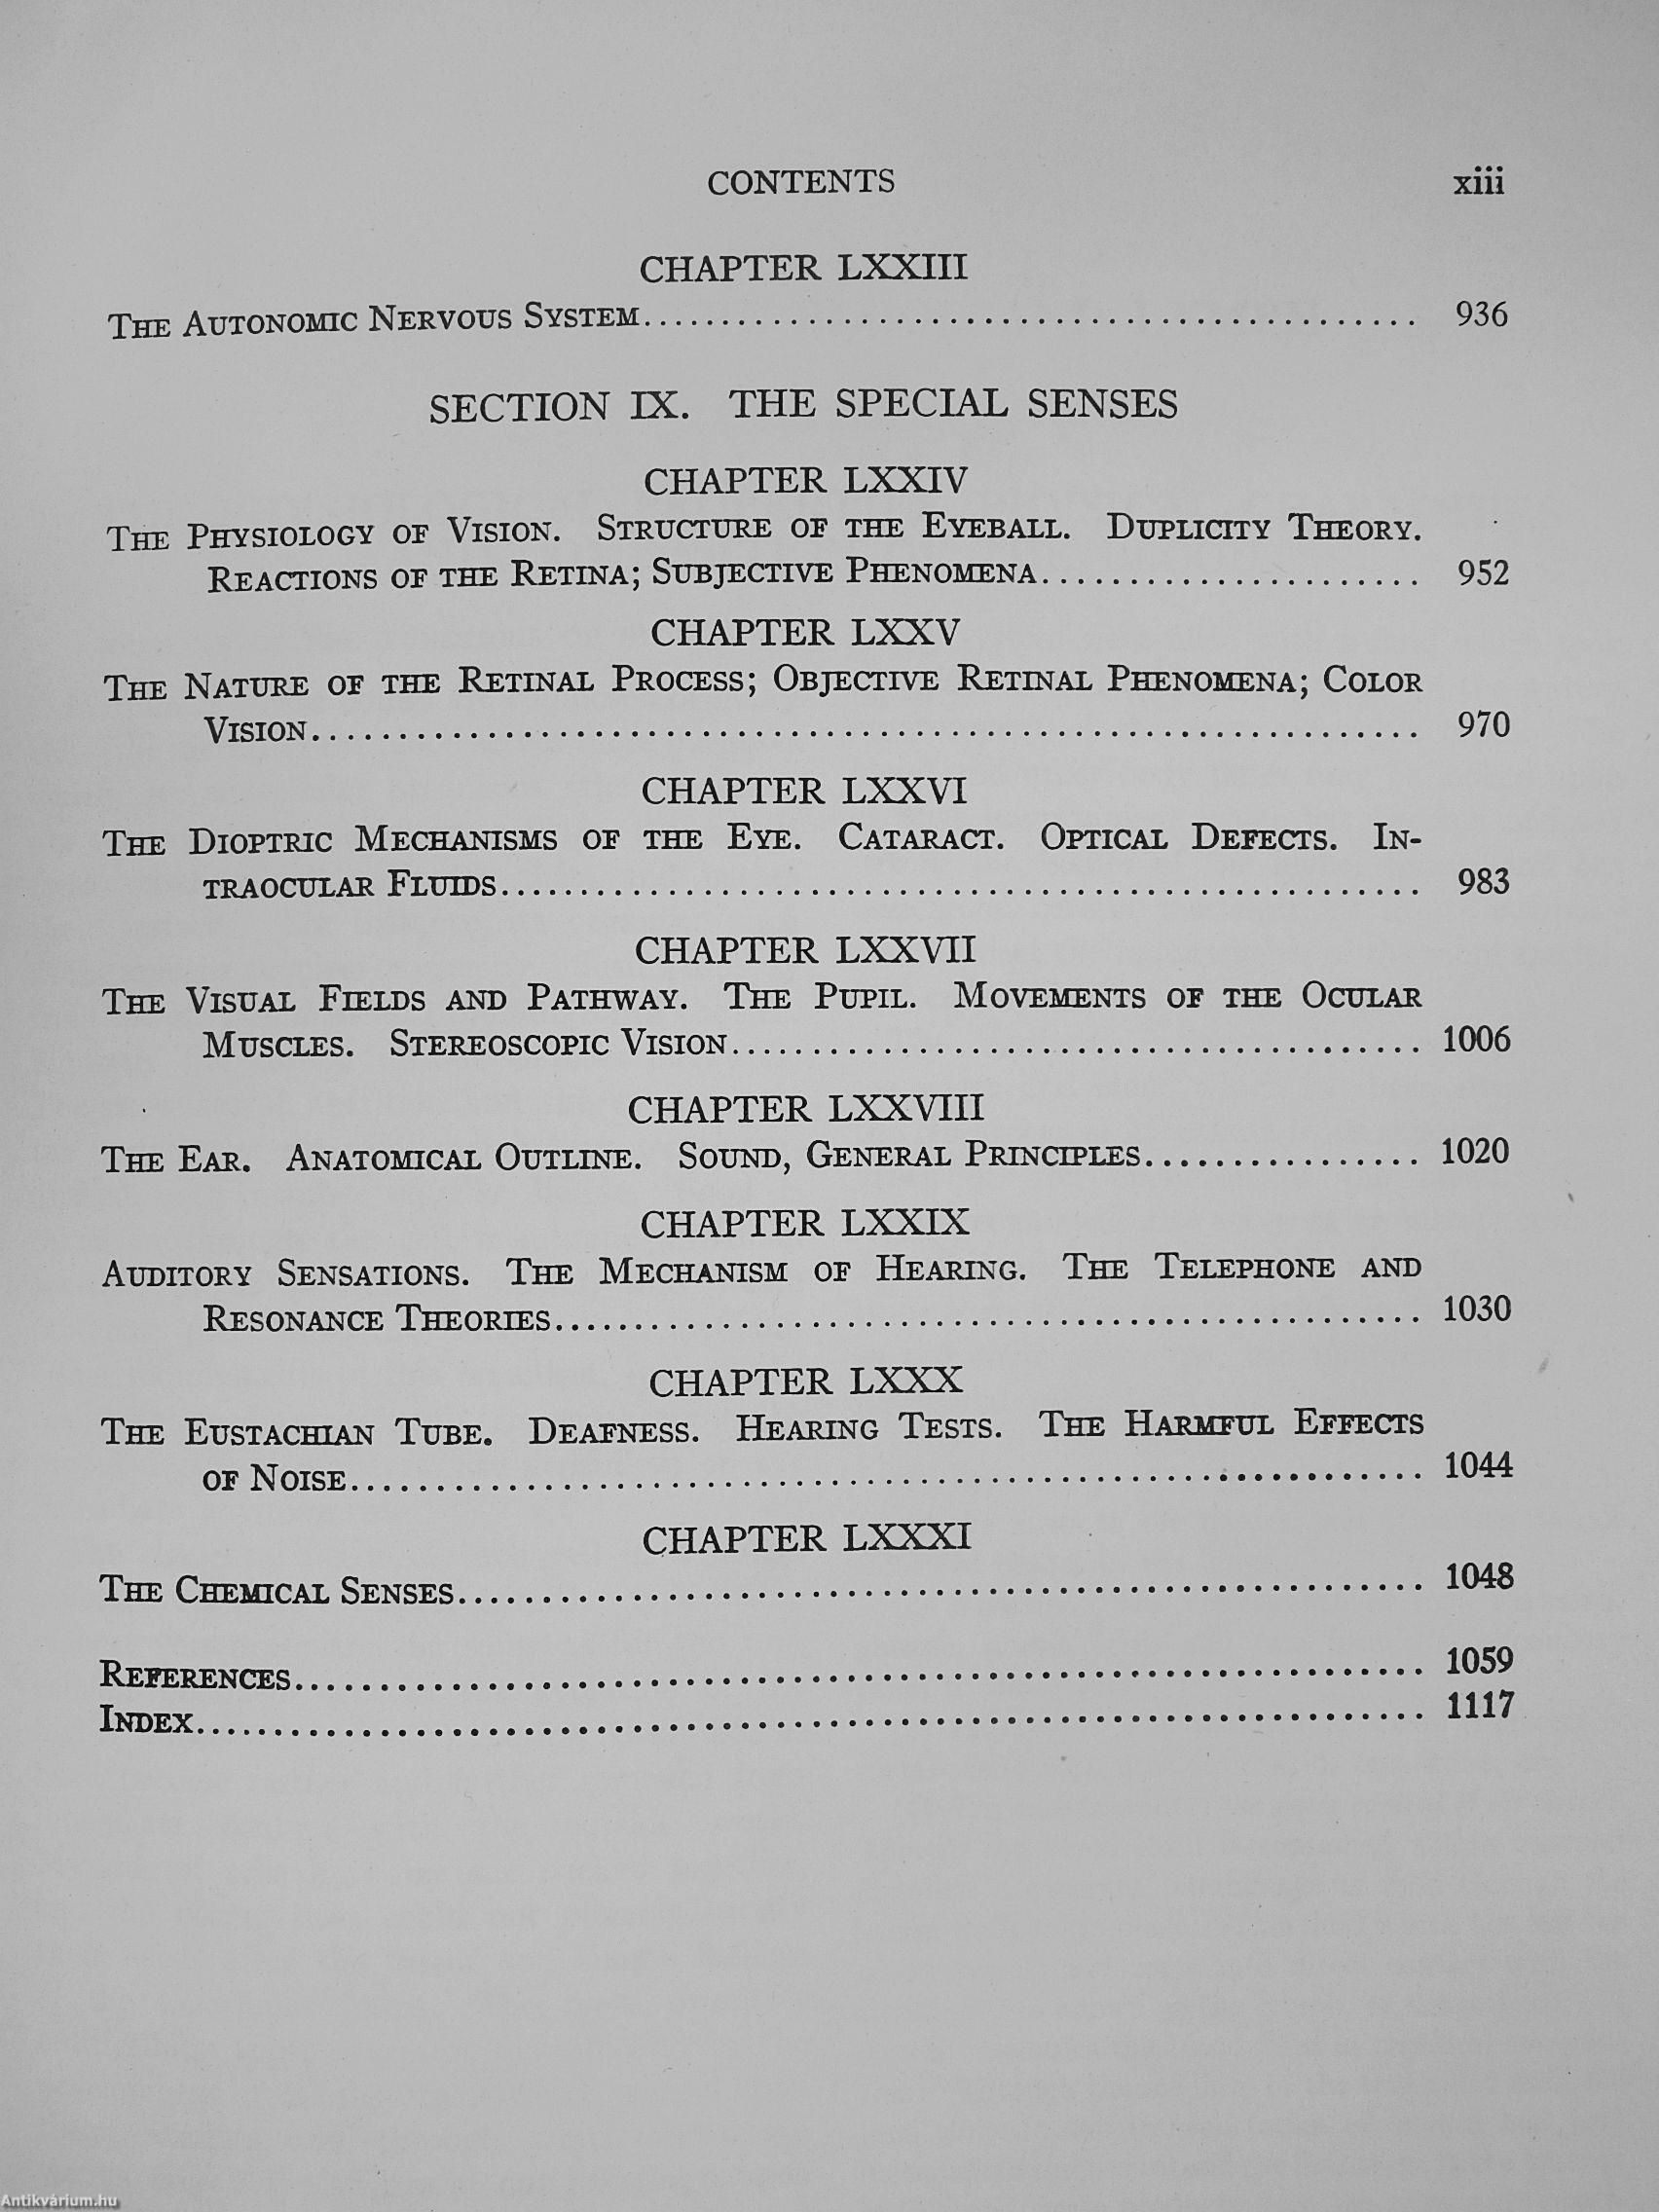 CONTENTS xiii
CHAPTER LXXIII
The Autonomic Nervous System 936
SECTION IX. THE SPECIAL SENSES
CHAPTER LXXIV
The Physiology of Vision. Structure of the Eyeball. Duplicity Theory.
Reactions of the Retina; Subjective Phenomena 952
CHAPTER LXXV
The Nature of the Retinal Process; Objective Retinal Phenomena; Color
Vision 970
CHAPTER LXXVI
The Dioptric Mechanisms of the Eye. Cataract. Optical Defects. In-
traocular Fluids 983
CHAPTER LXXVII
The Visual Fields and Pathway. The Pupil. Movements of the Ocular
Muscles. Stereoscopic Vision 1006
CHAPTER LXXVIII
The Ear. Anatomical Outline. Sound, General Principles 1020
CHAPTER LXXIX
Auditory Sensations. The Mechanism of Hearing. The Telephone and
Resonance Theories 1030
CHAPTER LXXX
The Eustachian Tube. Deafness. Hearing Tests. The Harmful Effects
of Noise 1044
CHAPTER LXXXI
The Chemical Senses 1048
References 1059
Index 1117
Antikvárium.hu